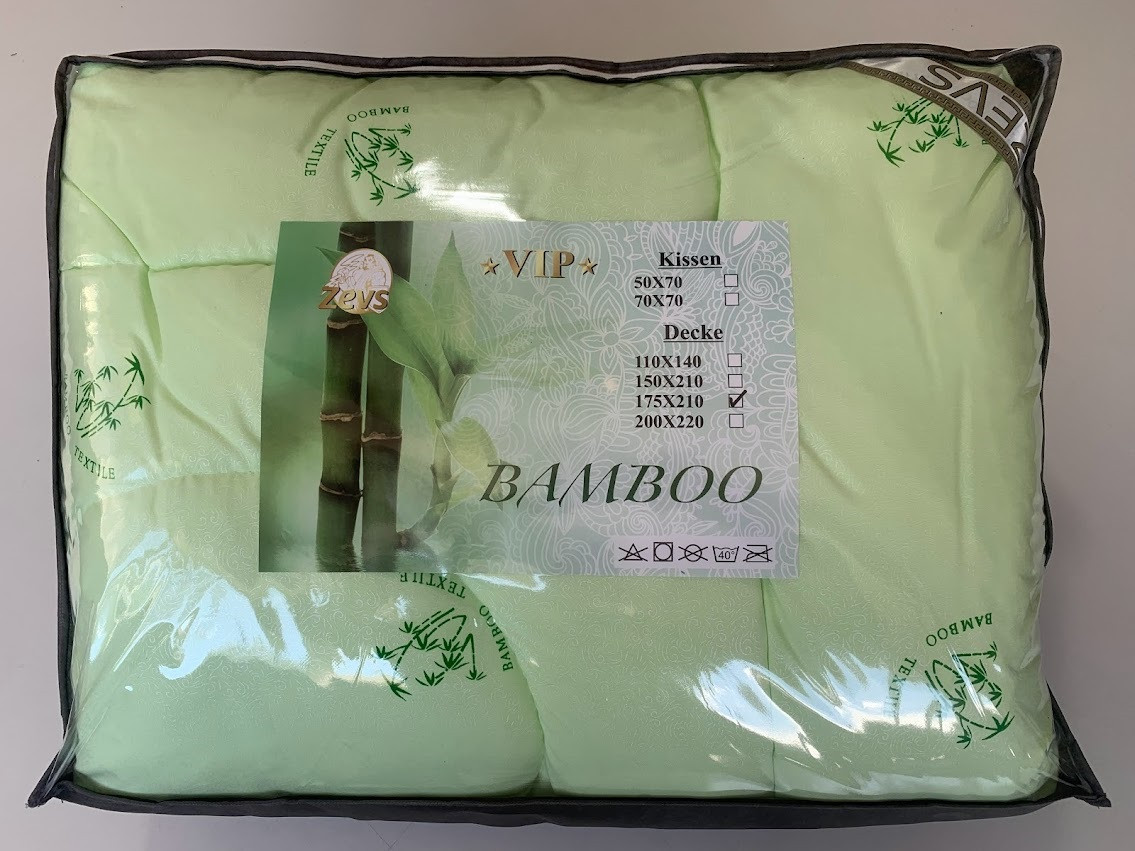 BAMBOO
TEXTILE
ZEVS
VIP
zevs
Kissen
50X70
70X70
Decke
110X140
150X210
175X210
200X220
BAMBOO
40°
TEXTILE
TEXTILE
BAMBOO
BAMBOO
TEXTILE